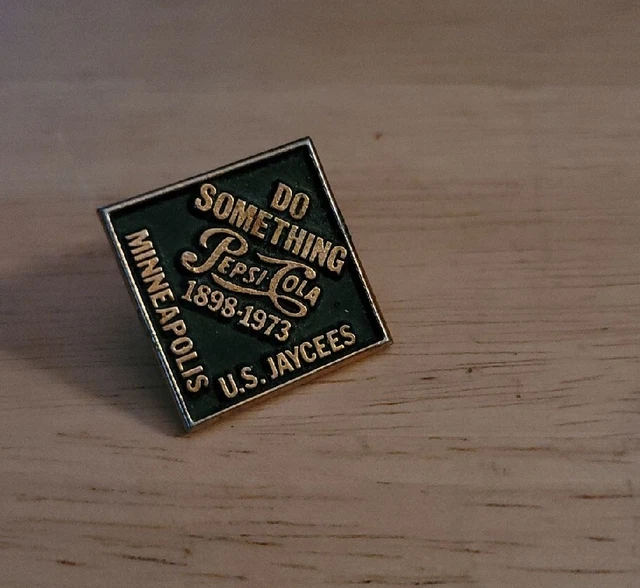 DO
SOMETHING
PEPSI COLA
1898-1973
MINNEAPOLIS
U.S. JAYCEES